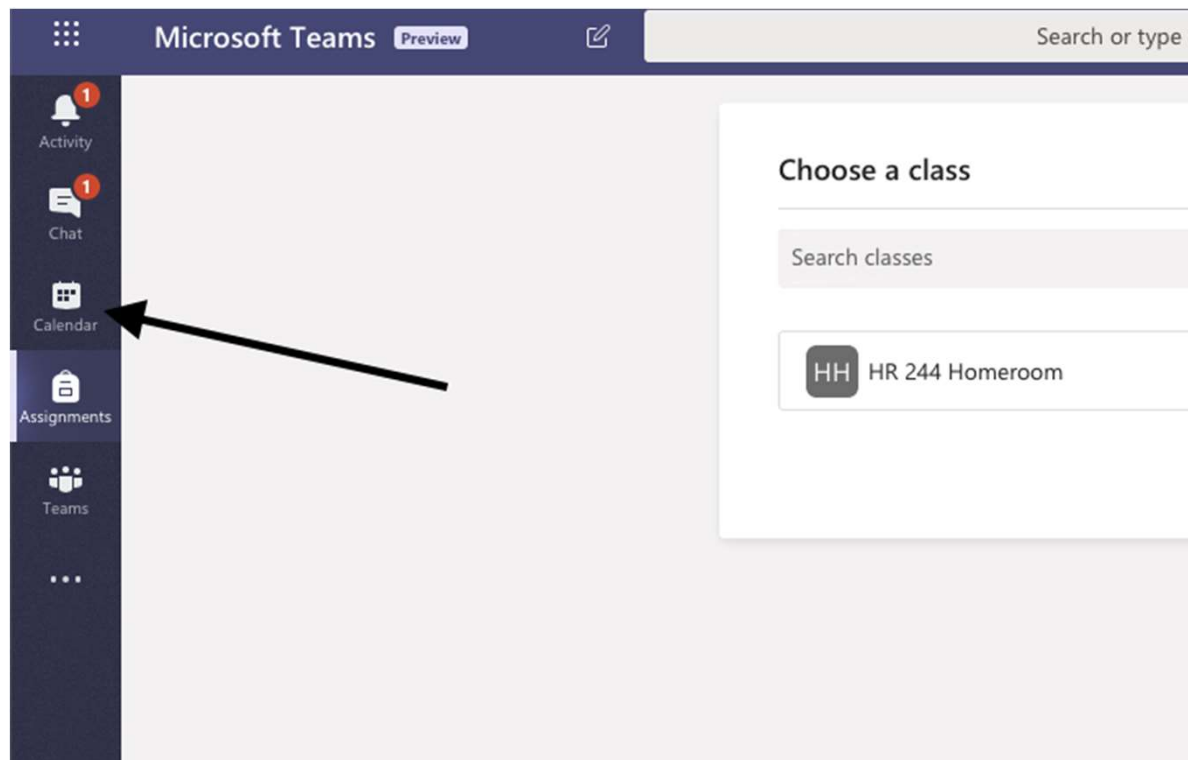 Microsoft Teams Preview
Search or type
1
Activity
1
Chat
Calendar
Assignments
Teams
Choose a class
Search classes
HH HR 244 Homeroom